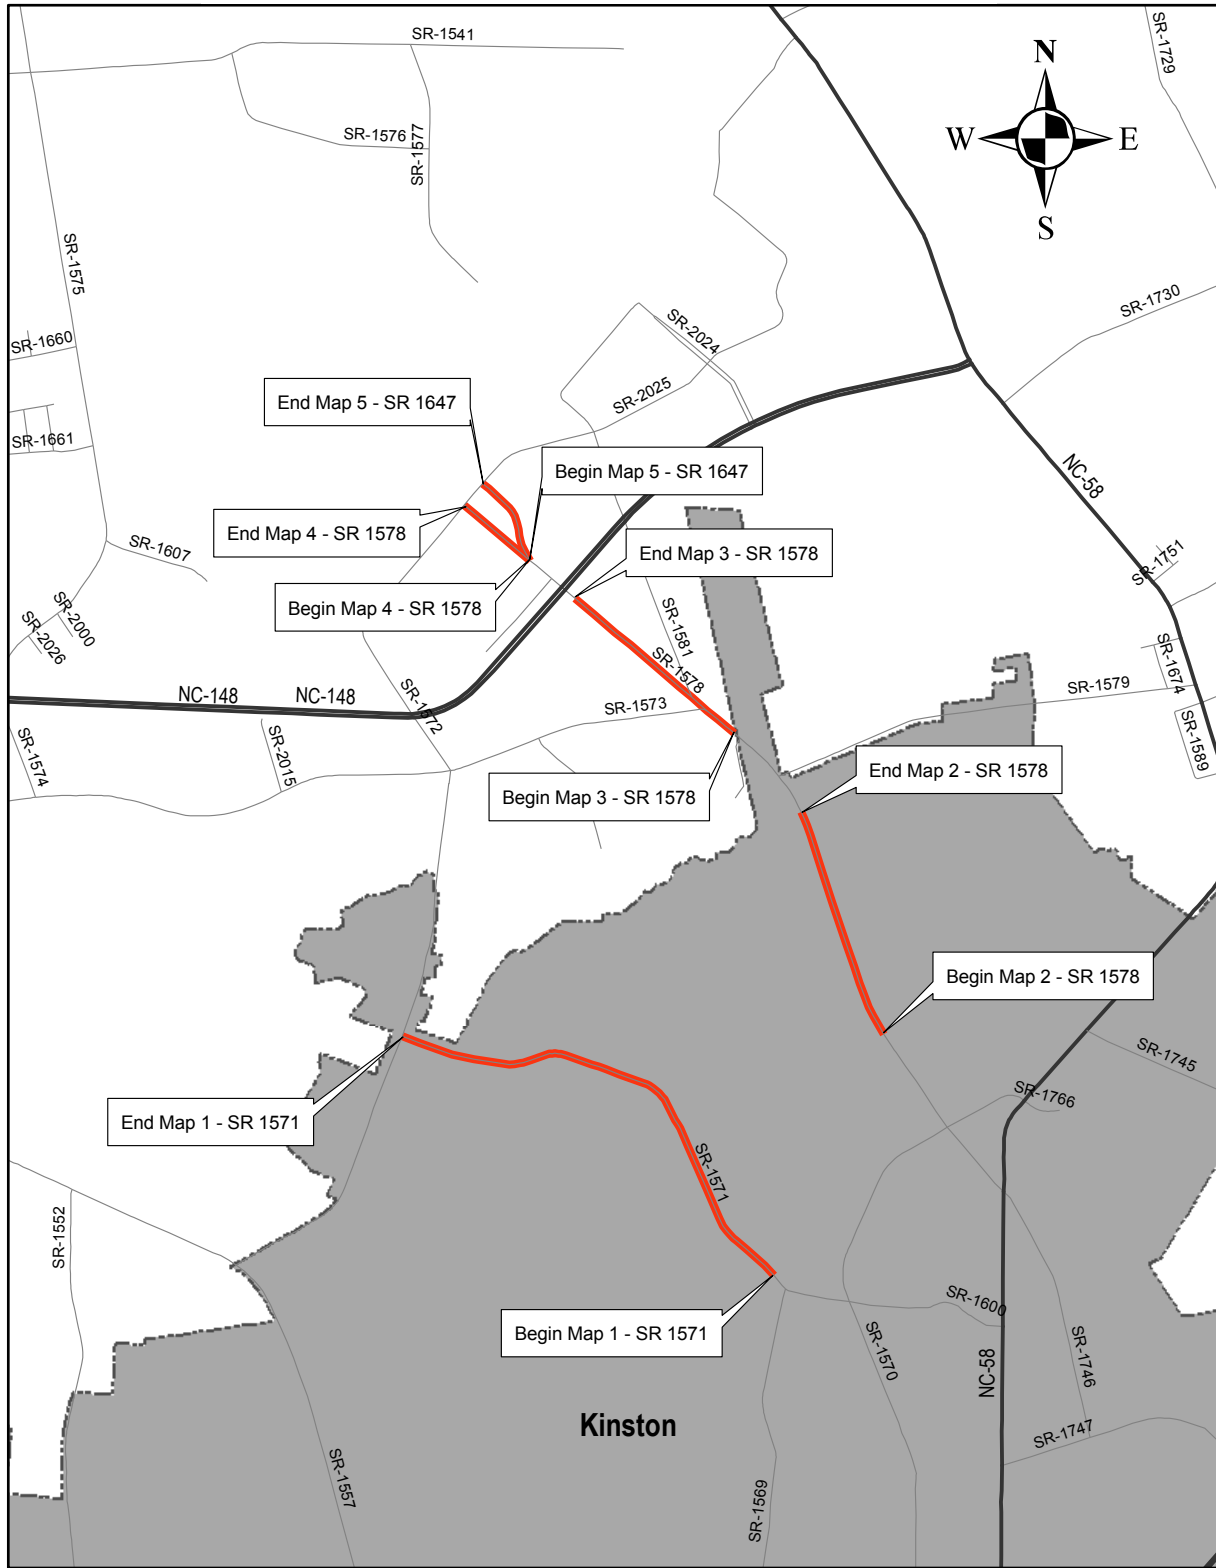 SR-1541
SR-1729
N
SR-1576
SR-1577
W
E
S
SR-1575
SR-1730
SR-1660
SR-2024
SR-2025
End Map 5 - SR 1647
SR-1661
Begin Map 5 - SR 1647
NC-58
End Map 4 - SR 1578
End Map 3 - SR 1578
SR-1607
SR-1751
Begin Map 4 - SR 1578
SR-2000
SR-2026
SR-1581
SR-1578
SR-1674
SR-1579
NC-148
NC-148
SR-1572
SR-1573
SR-1574
SR-2015
SR-1589
End Map 2 - SR 1578
Begin Map 3 - SR 1578
Begin Map 2 - SR 1578
SR-1745
SR-1766
End Map 1 - SR 1571
SR-1571
SR-1552
SR-1600
Begin Map 1 - SR 1571
SR-1570
SR-1746
NC-58
Kinston
SR-1747
SR-1557
SR-1569